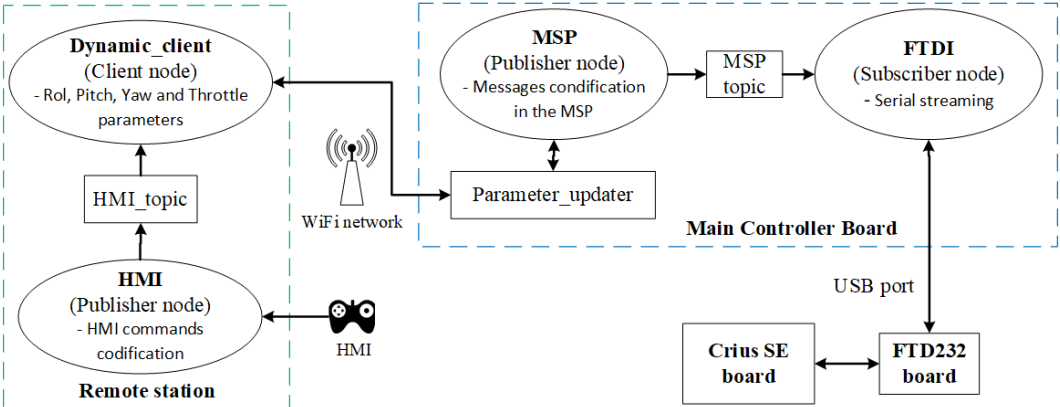 Dynamic_client
(Client node)
- Rol, Pitch, Yaw and Throttle
parameters
HMI_topic
HMI
(Publisher node)
- HMI commands
codification
Remote station
HMI
WiFi network
MSP
(Publisher node)
- Messages condification
in the MSP
MSP
topic
FTDI
(Subscriber node)
- Serial streaming
Parameter_updater
Main Controller Board
USB port
Crius SE
board
FTD232
board